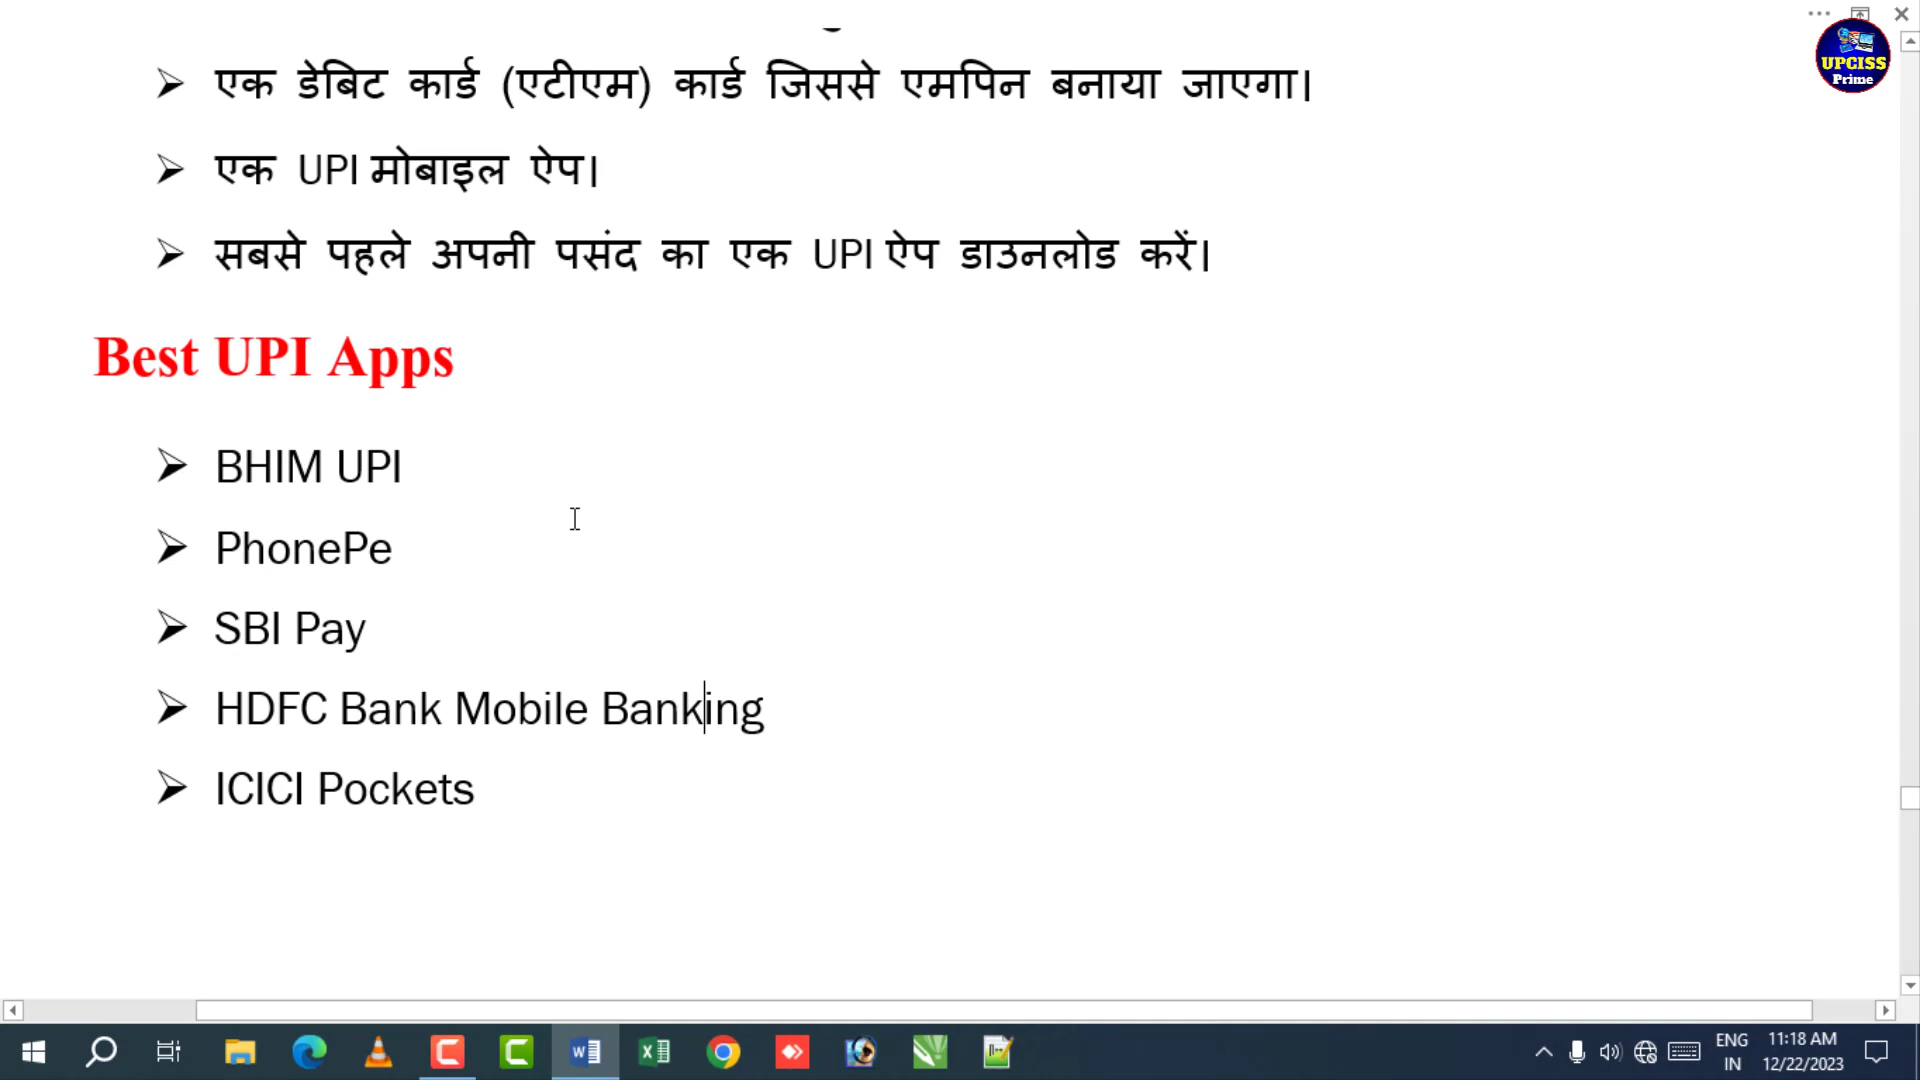 UPCISS
Prime
➢ एक डेबिट कार्ड (एटीएम) कार्ड जिससे एमपिन बनाया जाएगा।
➢ एक UPI मोबाइल ऐप।
➢ सबसे पहले अपनी पसंद का एक UPI ऐप डाउनलोड करें।
Best UPI Apps
➢ BHIM UPI
➢ PhonePe
➢ SBI Pay
➢ HDFC Bank Mobile Banking
➢ ICICI Pockets
ENG
IN
11:18 AM
12/22/2023